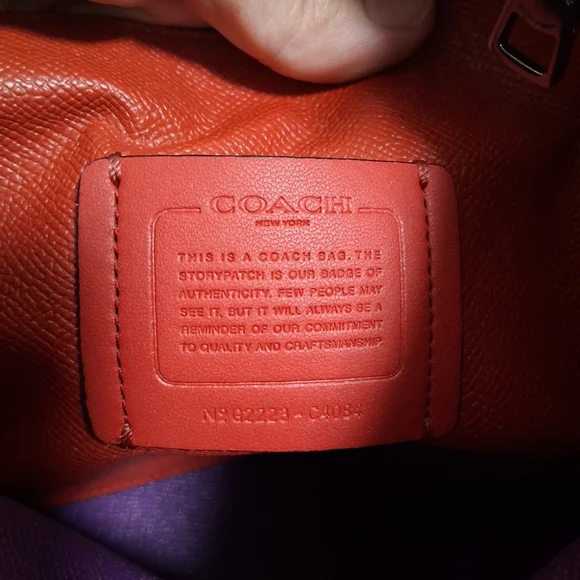 COACH
NEW YORK
THIS IS A COACH BAG. THE
STORYPATCH IS OUR BADGE OF
AUTHENTICITY. FEW PEOPLE MAY
SEE IT, BUT IT WILL ALWAYS BE A
REMINDER OF OUR COMMITMENT
TO QUALITY AND CRAFTSMANSHIP.
Nº G2223 - C4084